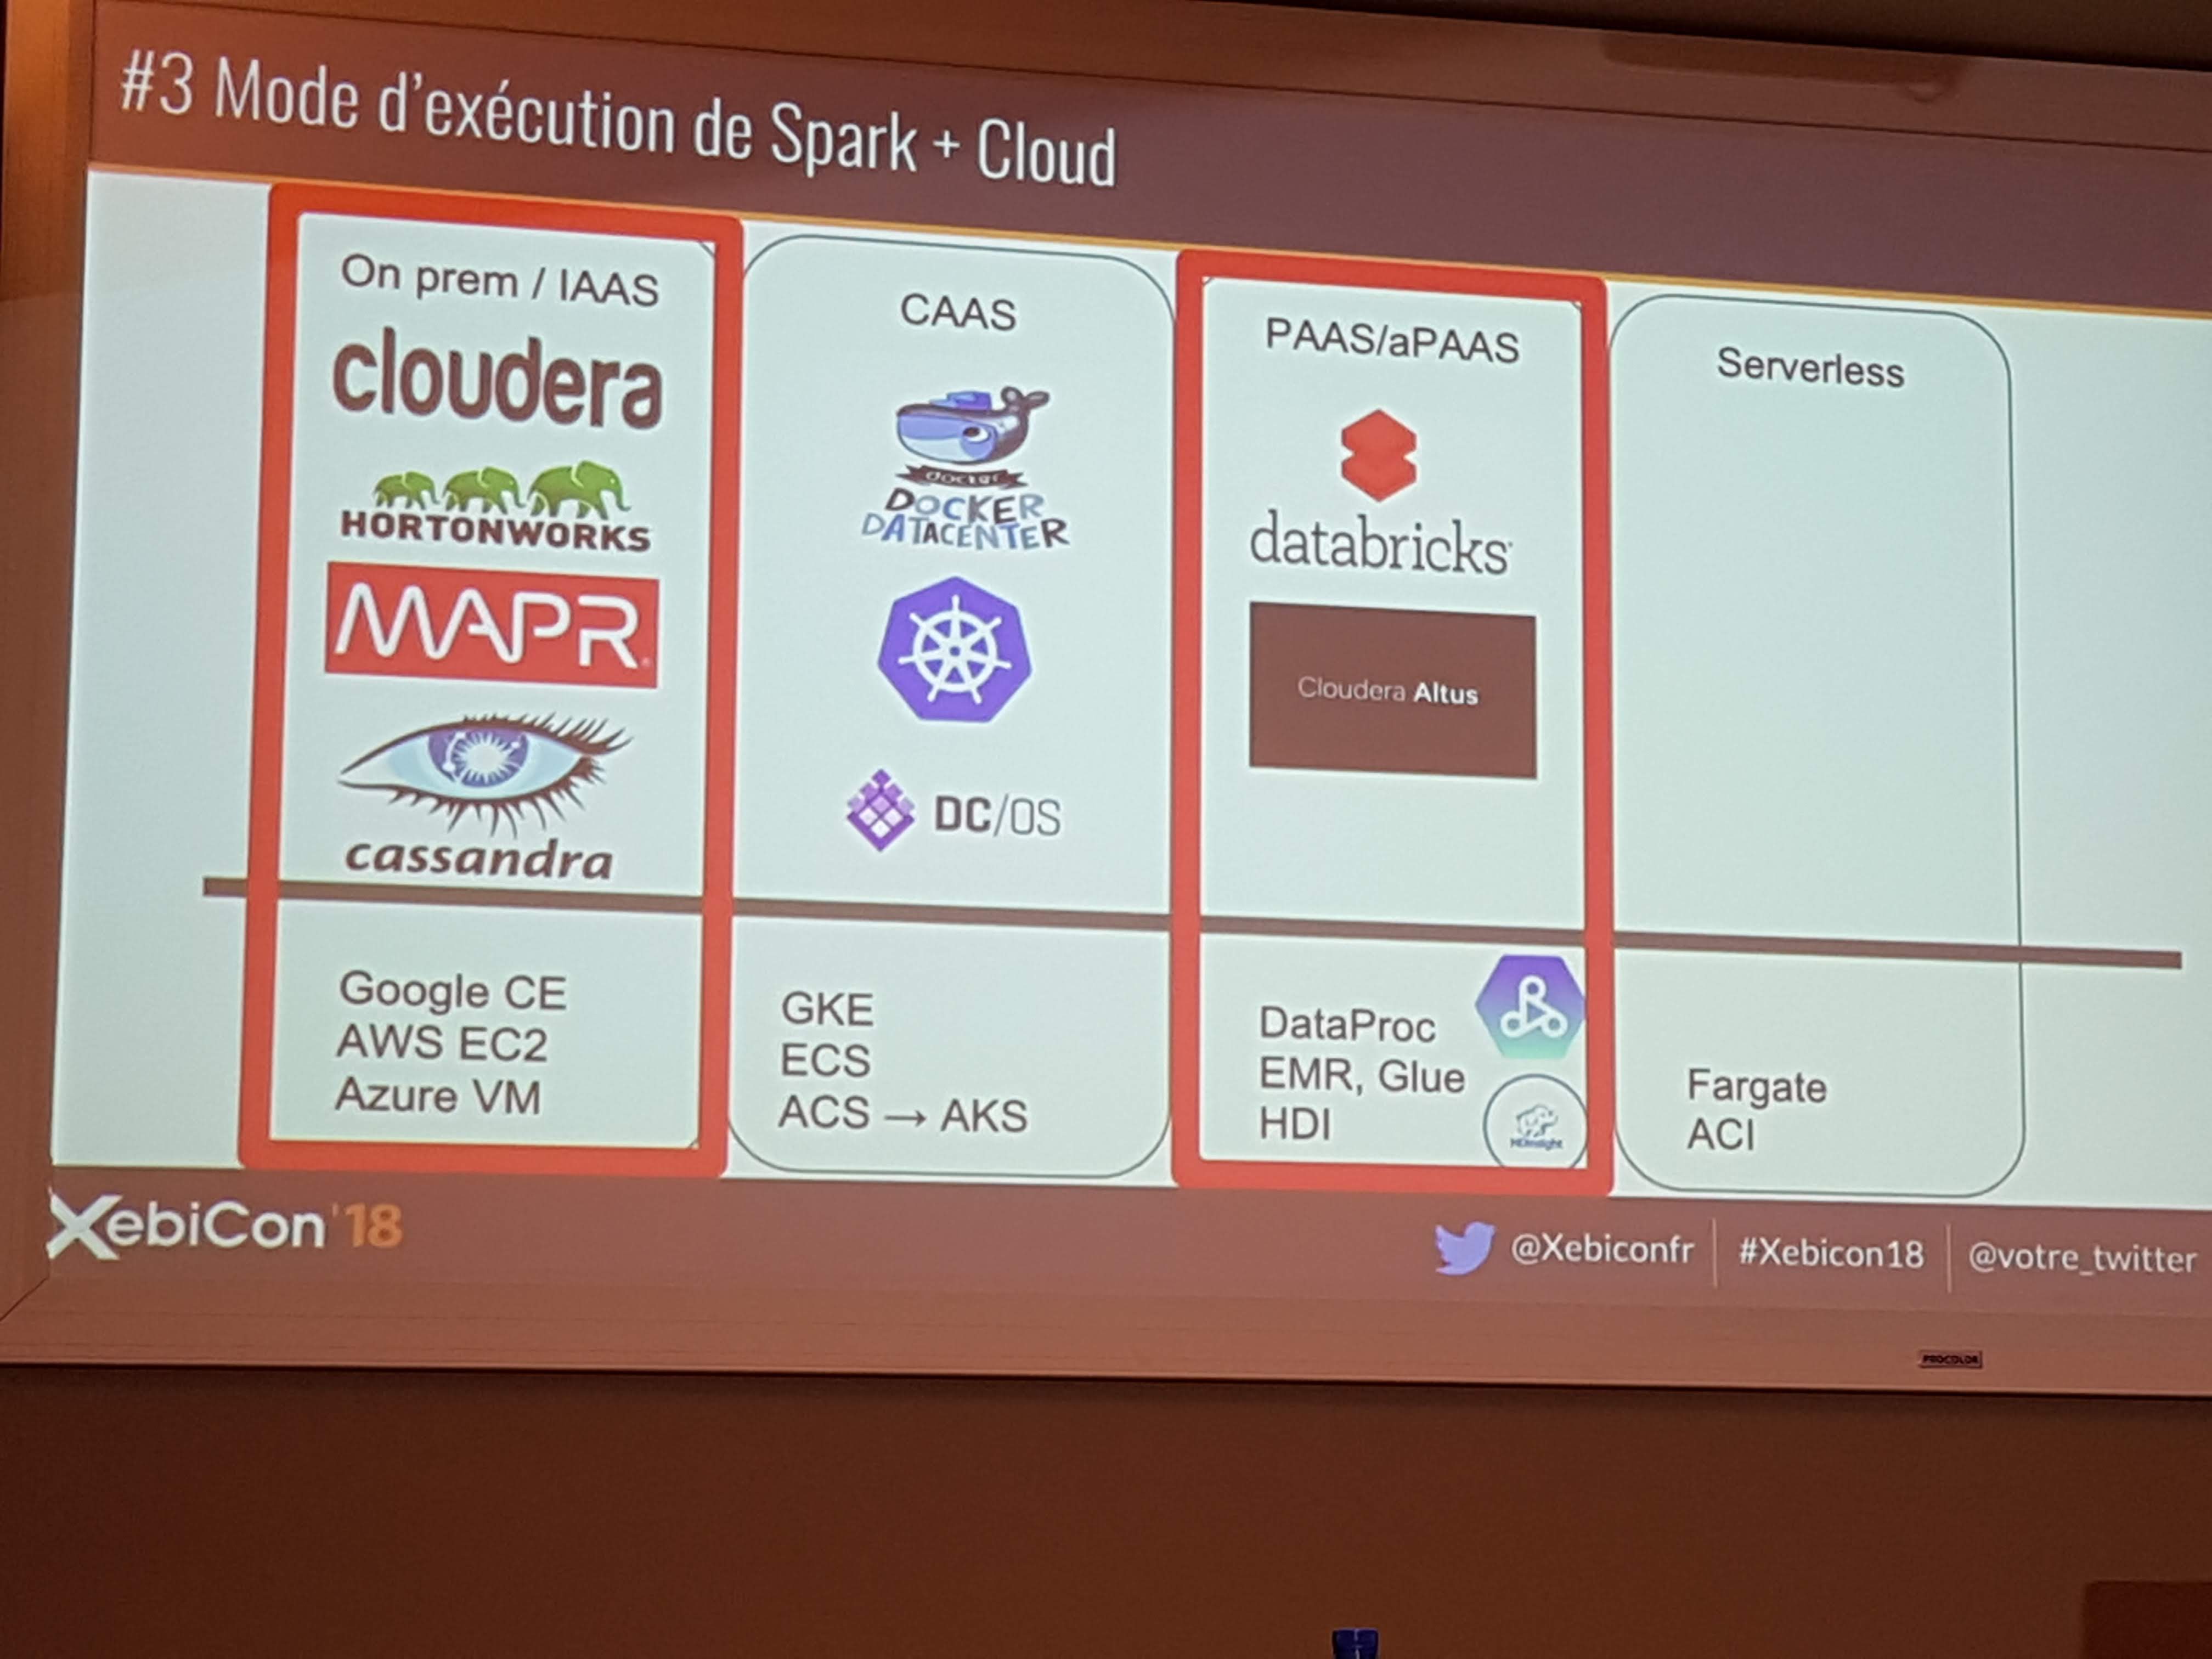 #3 Mode d'exécution de Spark + Cloud
On prem / IAAS
cloudera
HORTONWORKS
MAPR
cassandra
Google CE
AWS EC2
Azure VM
CAAS
docker
DOCKER
DATACENTER
DC/OS
GKE
ECS
ACS → AKS
PAAS/aPAAS
databricks
Cloudera Altus
DataProc
EMR, Glue
HDI
HDInsight
Serverless
Fargate
ACI
XebiCon'18
@Xebiconfr
#Xebicon18
@votre_twitter
PROCOLOR